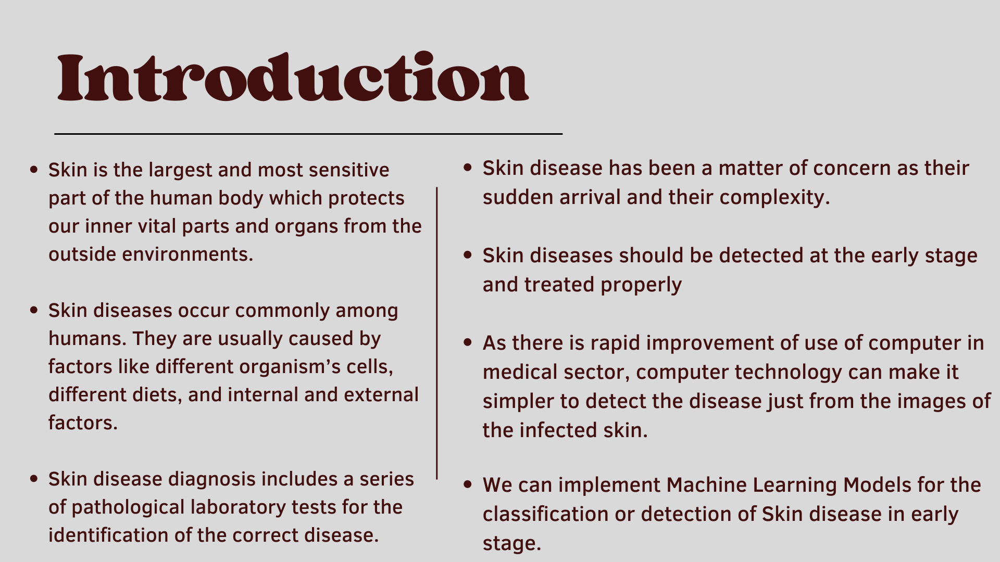 Introduction
• Skin is the largest and most sensitive
part of the human body which protects
our inner vital parts and organs from the
outside environments.
• Skin diseases occur commonly among
humans. They are usually caused by
factors like different organism’s cells,
different diets, and internal and external
factors.
• Skin disease diagnosis includes a series
of pathological laboratory tests for the
identification of the correct disease.
• Skin disease has been a matter of concern as their
sudden arrival and their complexity.
• Skin diseases should be detected at the early stage
and treated properly
• As there is rapid improvement of use of computer in
medical sector, computer technology can make it
simpler to detect the disease just from the images of
the infected skin.
• We can implement Machine Learning Models for the
classification or detection of Skin disease in early
stage.